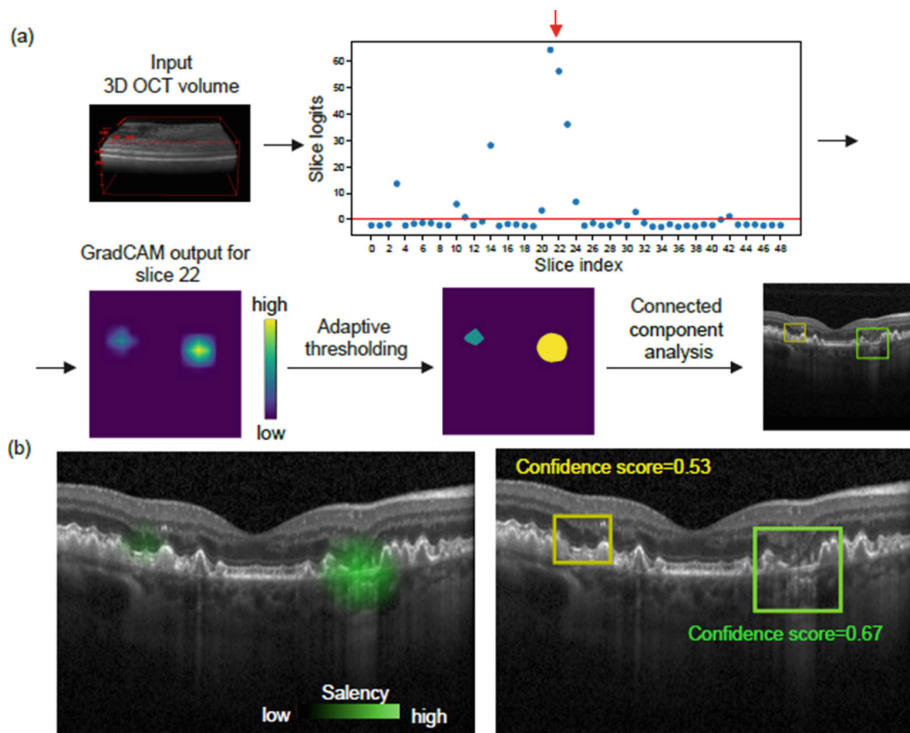 (a)
Input
3D OCT volume
Slice logits
60
50
40
30
20
10
0
0 2 4 6 8 10 12 14 16 18 20 22 24 26 28 30 32 34 36 38 40 42 44 46 48
Slice index
GradCAM output for
slice 22
high
low
Adaptive
thresholding
Connected
component
analysis
(b)
Salency
low
high
Confidence score=0.53
Confidence score=0.67